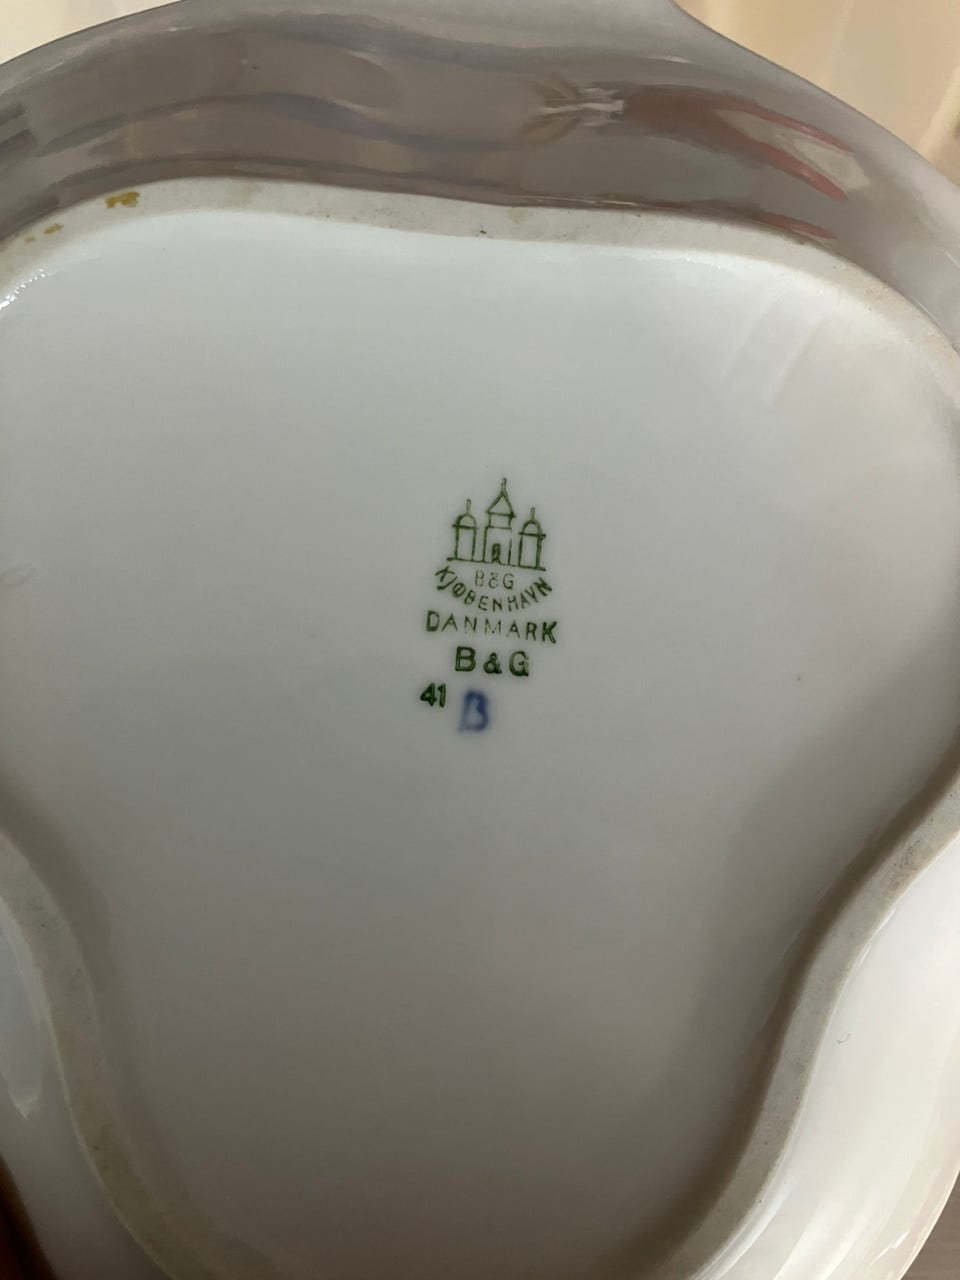 B&G
KJØBENHAVN
DANMARK
B & G
41 B